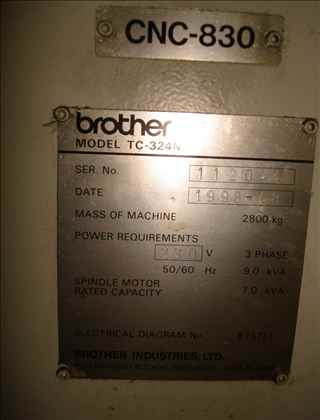 CNC-830
brother
MODEL TC-324N
SER. No.
DATE 1998-
MASS OF MACHINE 2800 kg
POWER REQUIREMENTS
V 3 PHASE
50/60 Hz 9.0 kVA
SPINDLE MOTOR
RATED CAPACITY 7.0 kVA
ELECTRICAL DIAGRAM No.
BROTHER INDUSTRIES, LTD.